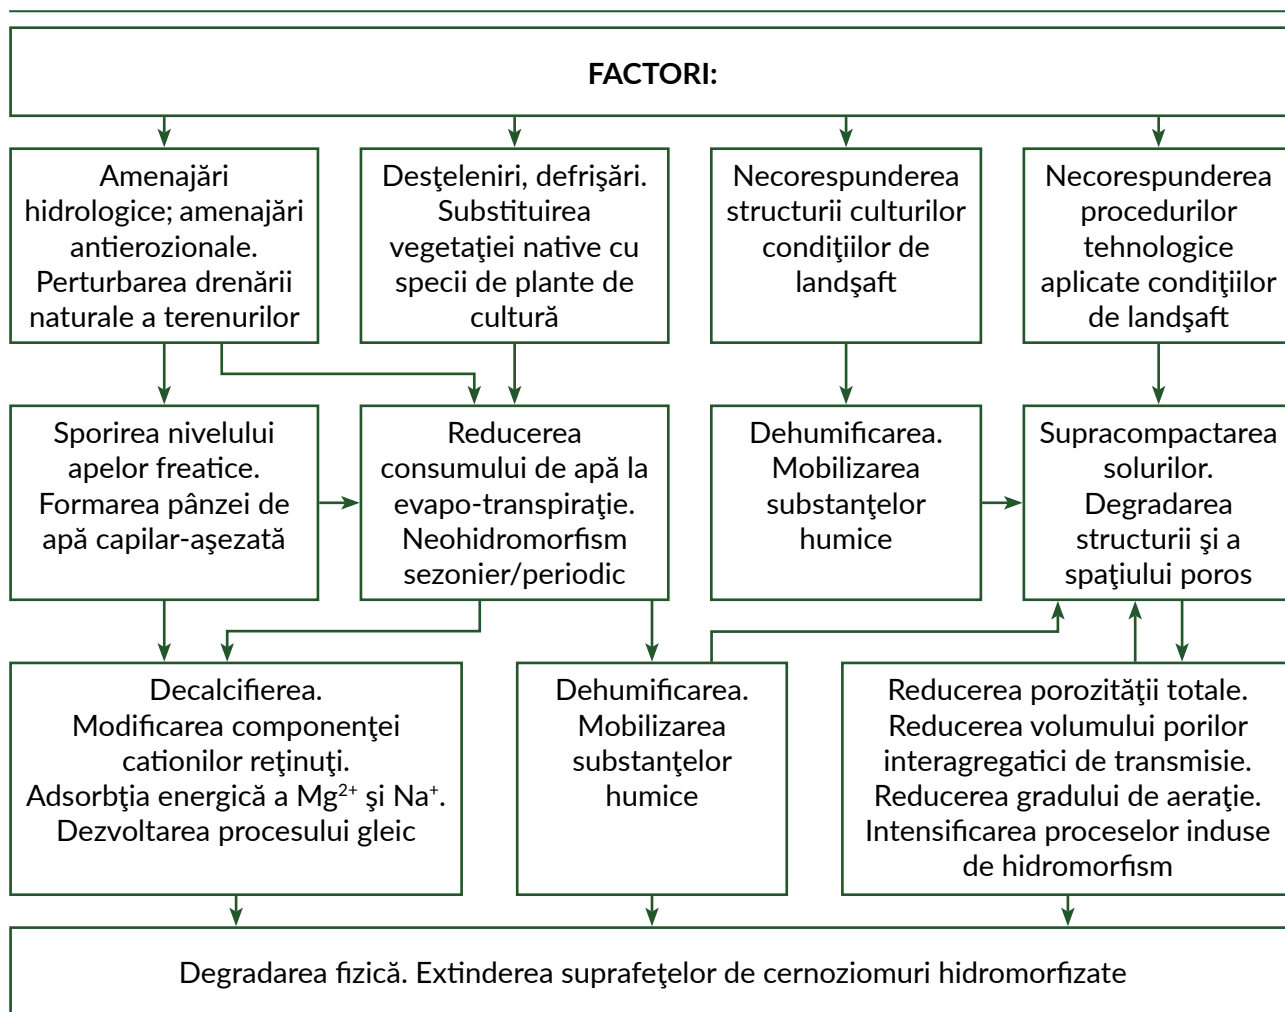 FACTORI:
Amenajări
hidrologice; amenajări
antierozionale.
Perturbarea drenării
naturale a terenurilor
Desţeleniri, defrişări.
Substituirea
vegetaţiei native cu
specii de plante de
cultură
Necorespunderea
structurii culturilor
condiţiilor de
landşaft
Necorespunderea
procedurilor
tehnologice
aplicate condiţiilor
de landşaft
Sporirea nivelului
apelor freatice.
Formarea pânzei de
apă capilar-aşezată
Reducerea
consumului de apă la
evapo-transpiraţie.
Neohidromorfism
sezonier/periodic
Dehumificarea.
Mobilizarea
substanţelor
humice
Supracompactarea
solurilor.
Degradarea
structurii şi a
spaţiului poros
Decalcifierea.
Modificarea componenţei
cationilor reţinuţi.
Adsorbţia energică a Mg²⁺ şi Na⁺.
Dezvoltarea procesului gleic
Dehumificarea.
Mobilizarea
substanţelor
humice
Reducerea porozităţii totale.
Reducerea volumului porilor
interagregatici de transmisie.
Reducerea gradului de aeraţie.
Intensificarea proceselor induse
de hidromorfism
Degradarea fizică. Extinderea suprafeţelor de cernoziomuri hidromorfizate